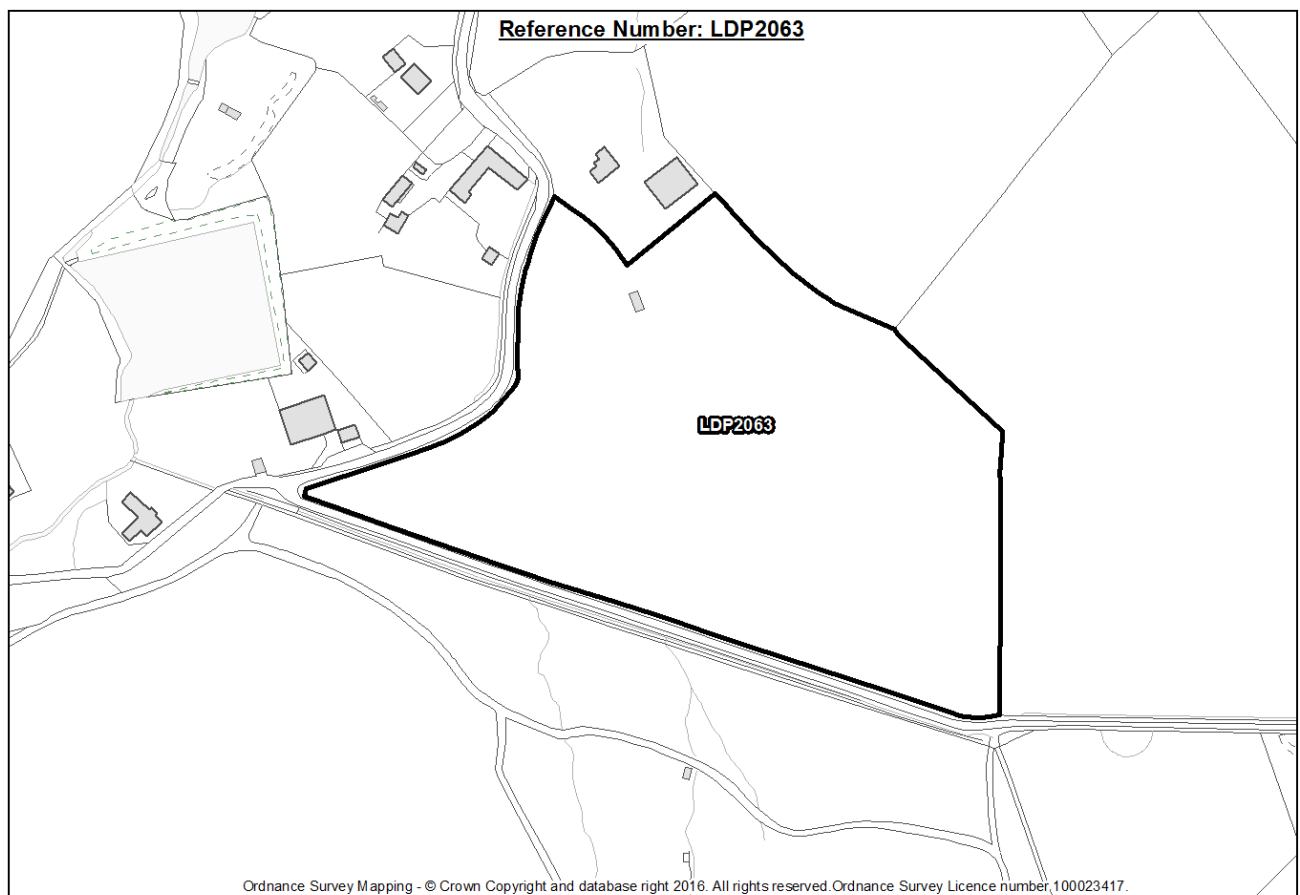 Reference Number: LDP2063
LDP2063
Ordnance Survey Mapping - © Crown Copyright and database right 2016. All rights reserved.Ordnance Survey Licence number 100023417.